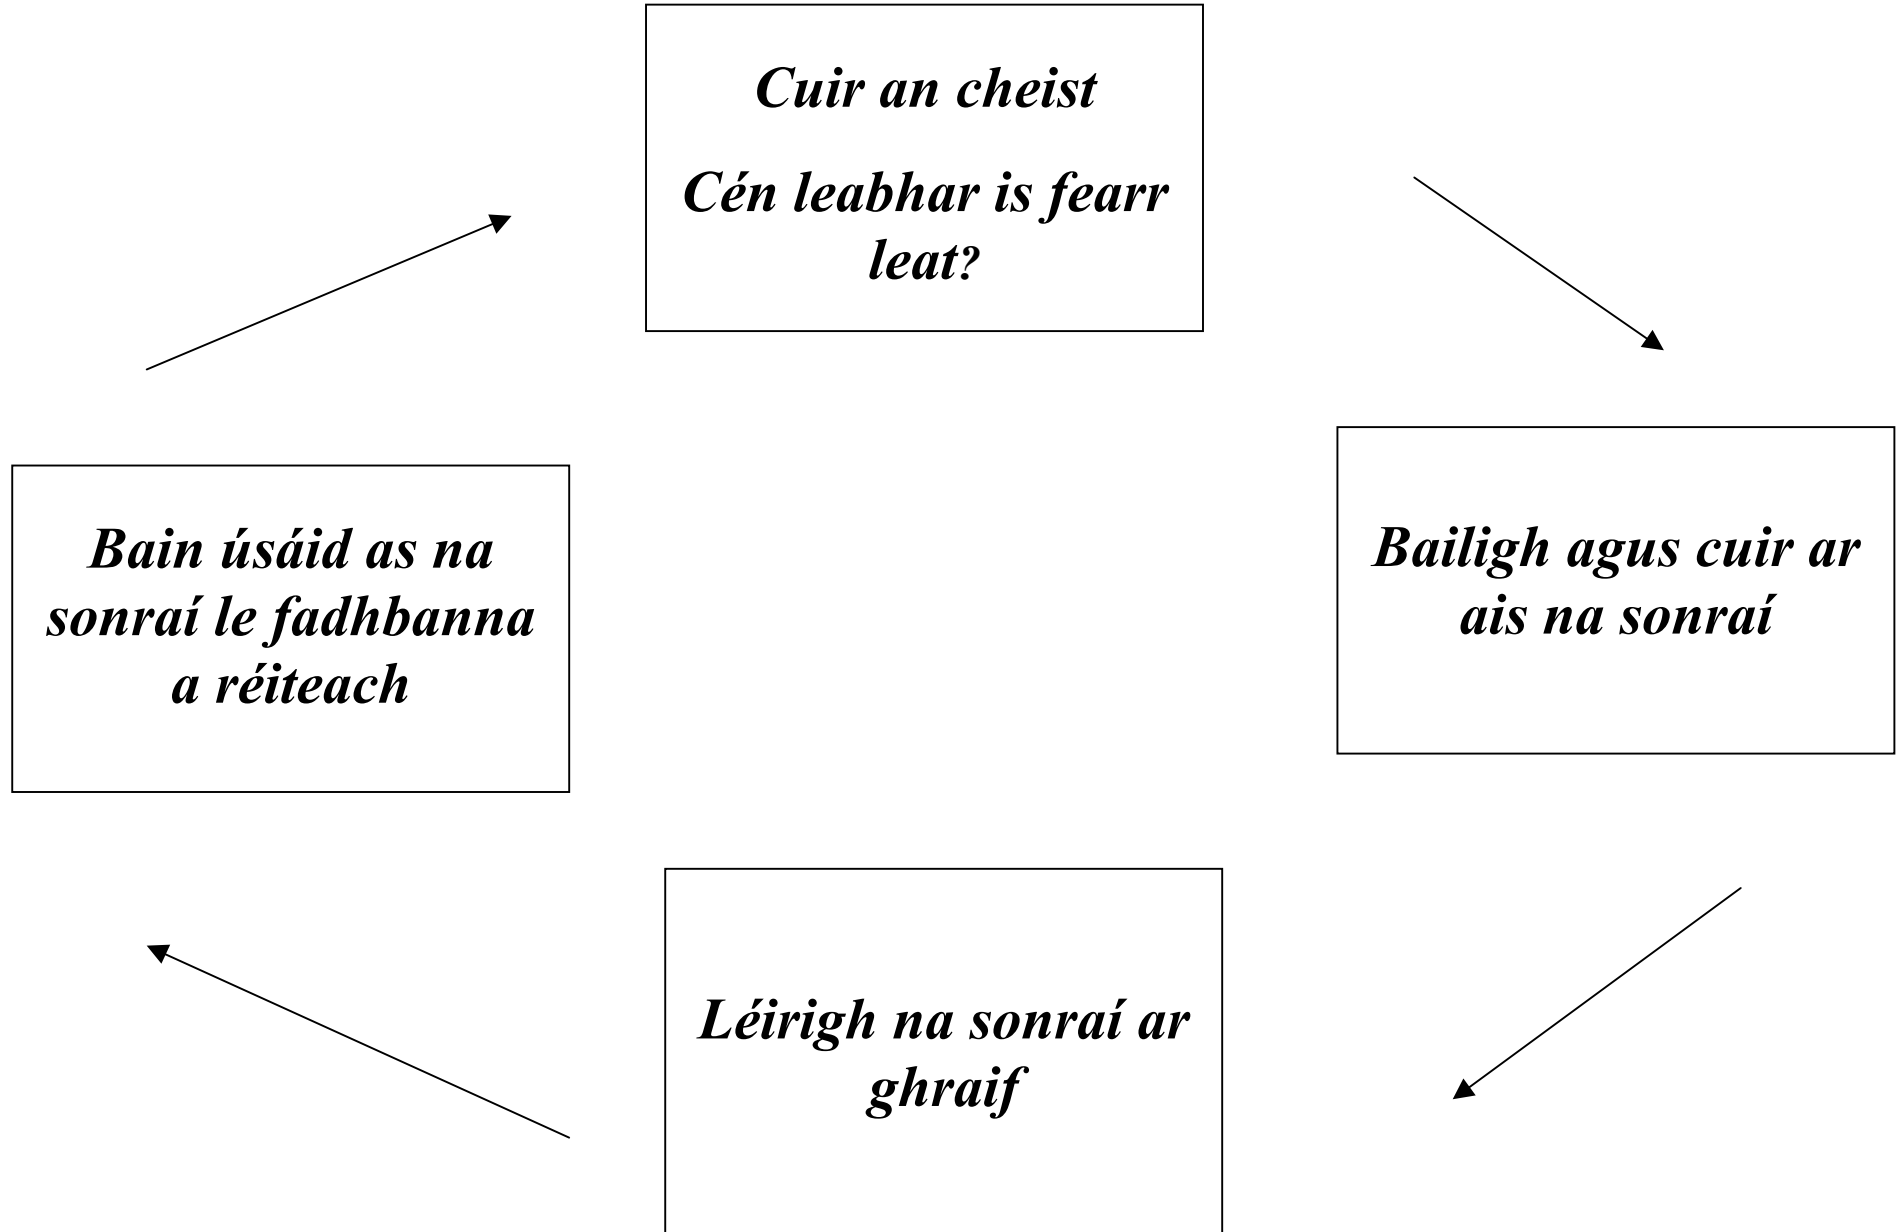 Cuir an cheist
Cén leabhar is fearr
leat?
Bailigh agus cuir ar
ais na sonraí
Léirigh na sonraí ar
ghraif
Bain úsáid as na
sonraí le fadhbanna
a réiteach